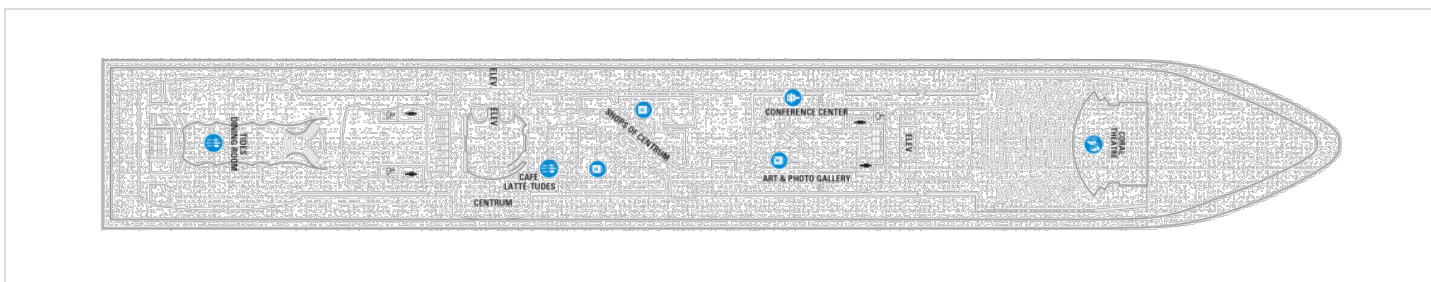 TIDES
DINING ROOM
ELEV
ELEV
CAFE
LATTE-TUDES
CENTRUM
SHOPS OF CENTRUM
CONFERENCE CENTER
ART & PHOTO GALLERY
ELEV
CORAL
THEATRE